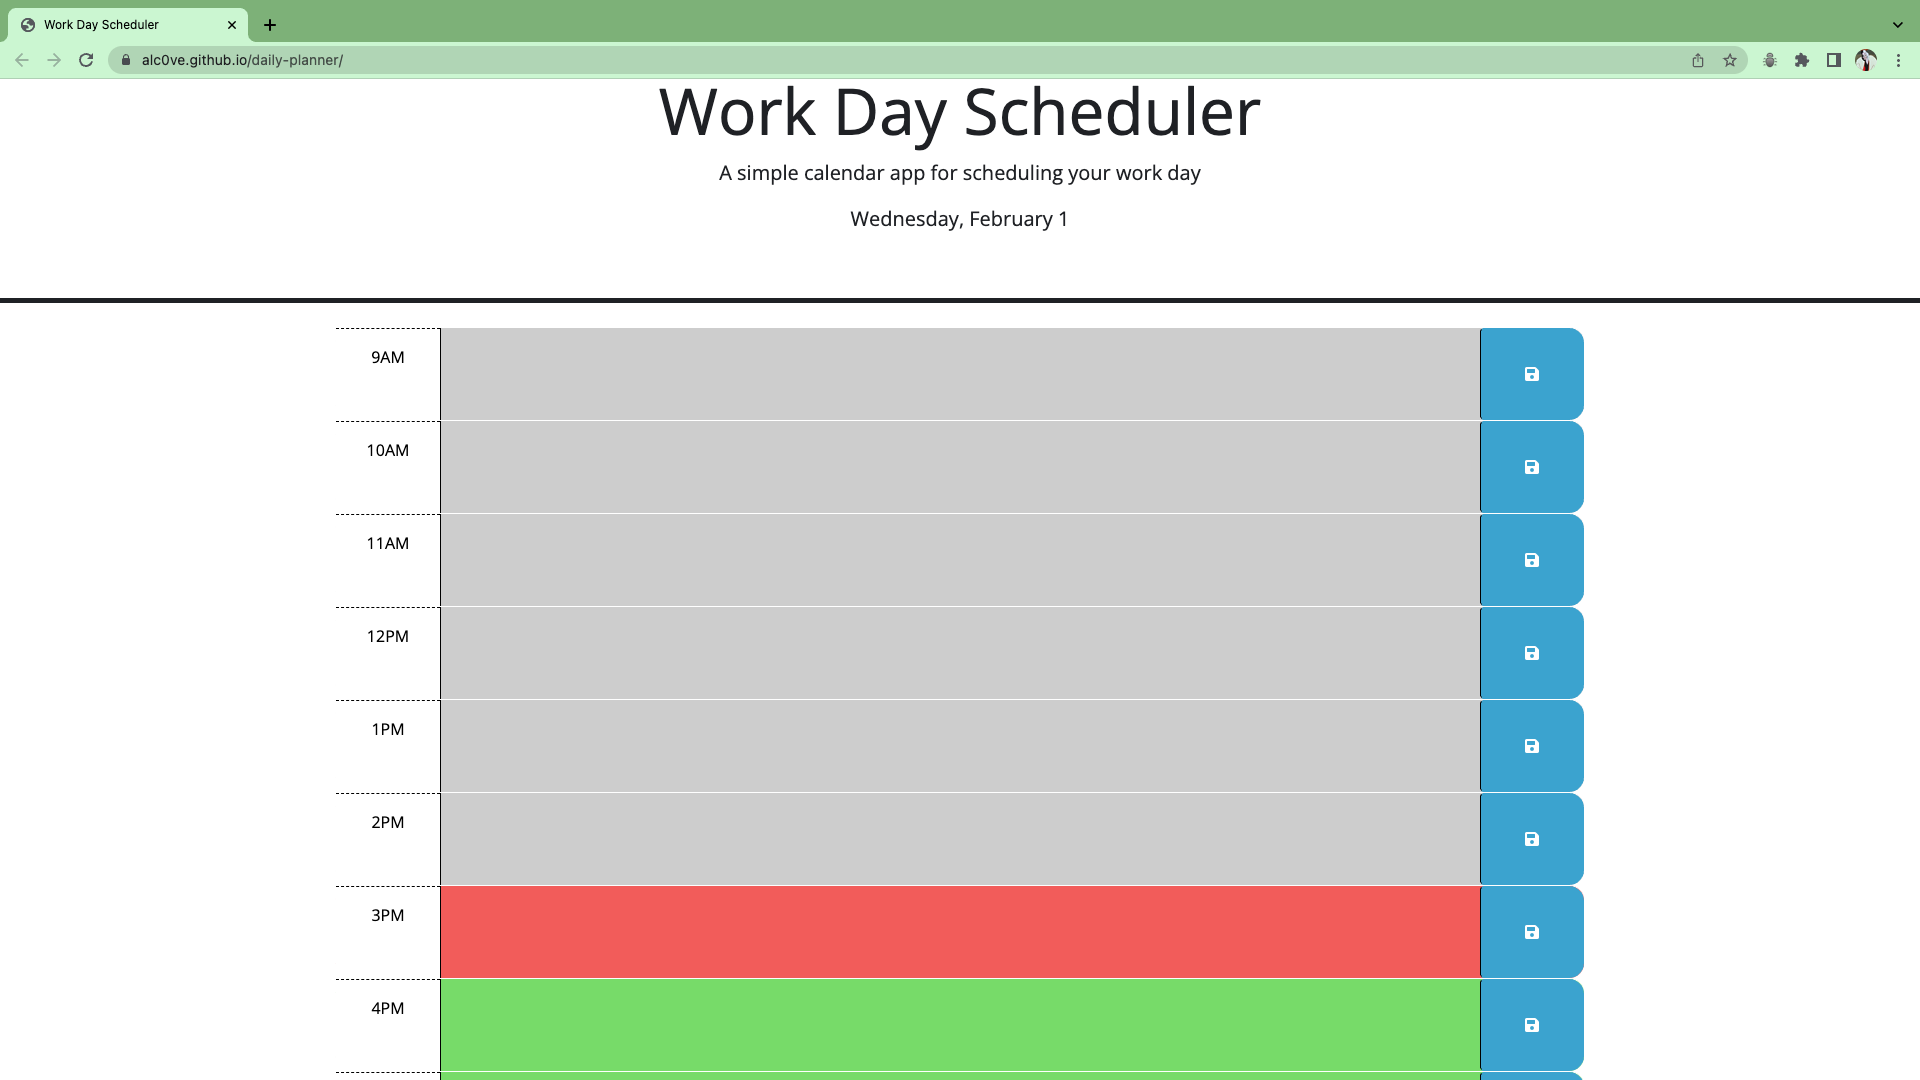 Work Day Scheduler
alc0ve.github.io/daily-planner/
Work Day Scheduler
A simple calendar app for scheduling your work day
Wednesday, February 1
9AM
10AM
11AM
12PM
1PM
2PM
3PM
4PM